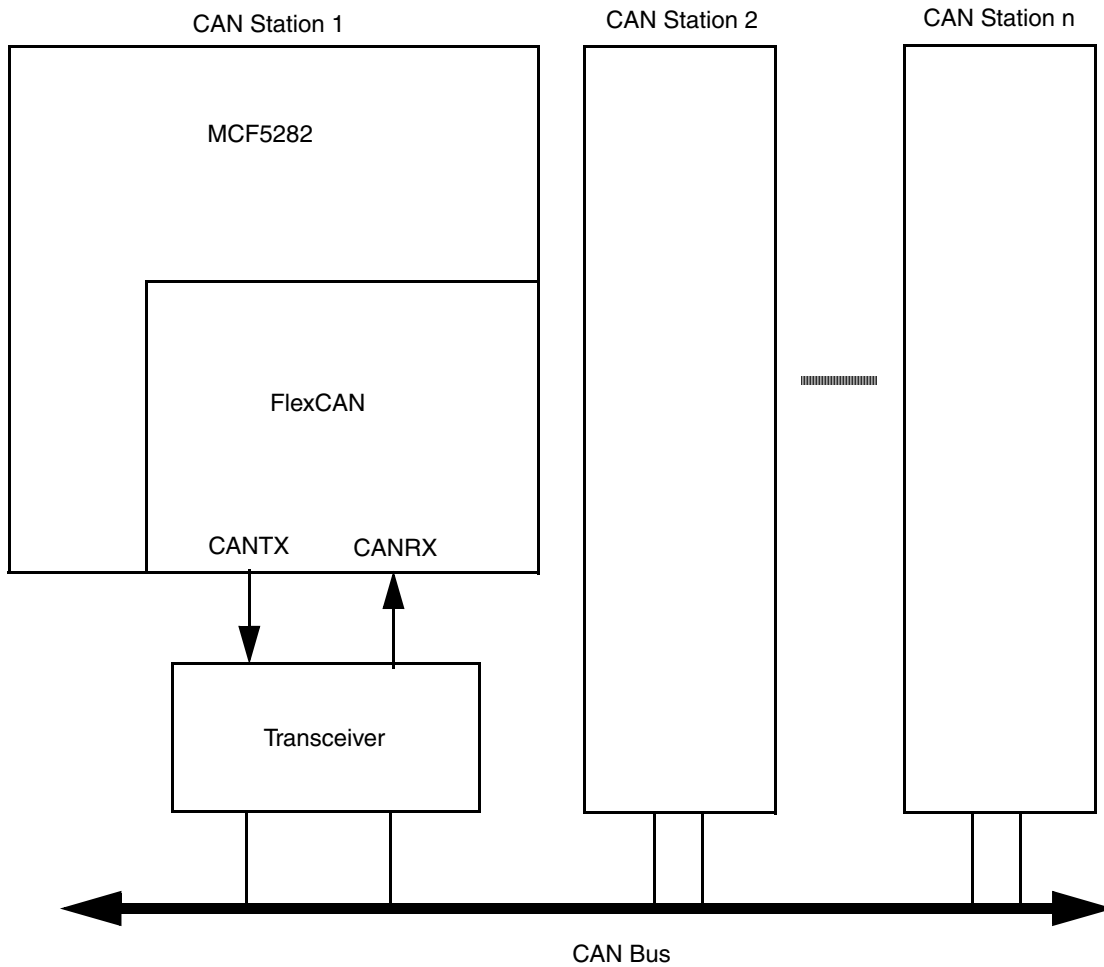 CAN Station 1
CAN Station 2
CAN Station n
MCF5282
FlexCAN
CANTX
CANRX
Transceiver
CAN Bus